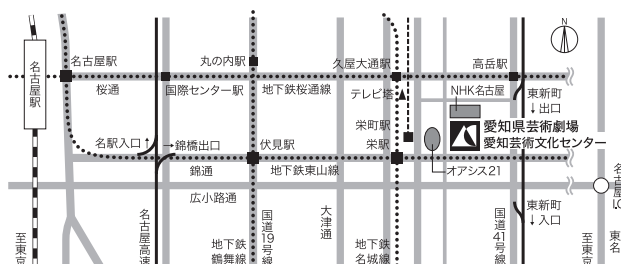 N
名古屋駅
丸の内駅
久屋大通駅
高岳駅
名古屋駅
桜通
国際センター駅
地下鉄桜通線
テレビ塔
NHK名古屋
東新町
↓出口
栄町駅
愛知県芸術劇場
愛知芸術文化センター
名駅入口↑
→錦橋出口
伏見駅
栄駅
錦通
地下鉄東山線
オアシス21
広小路通
東新町
↓入口
至東京
名古屋高速
地下鉄
鶴舞線
国道19号線
大津通
地下鉄
名城線
国道41号線
至東京
東名